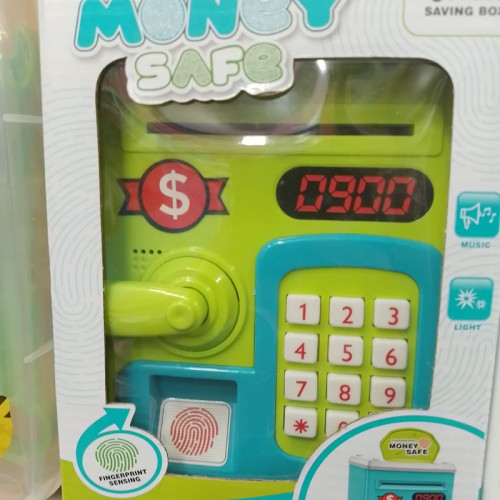 MONEY
SAFE
SAVING BOX
$
0900
MUSIC
LIGHT
1 2 3
4 5 6
7 8 9
*
FINGERPRINT
SENSING
MONEY
SAFE
$
0900